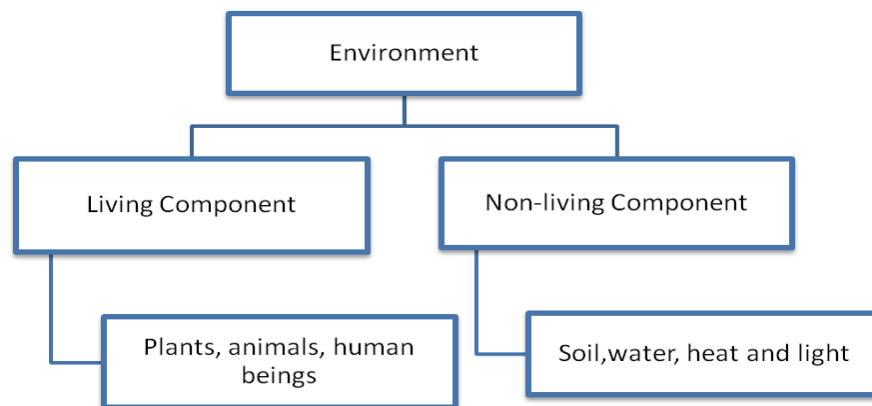 Environment
Living Component
Non-living Component
Plants, animals, human
beings
Soil,water, heat and light